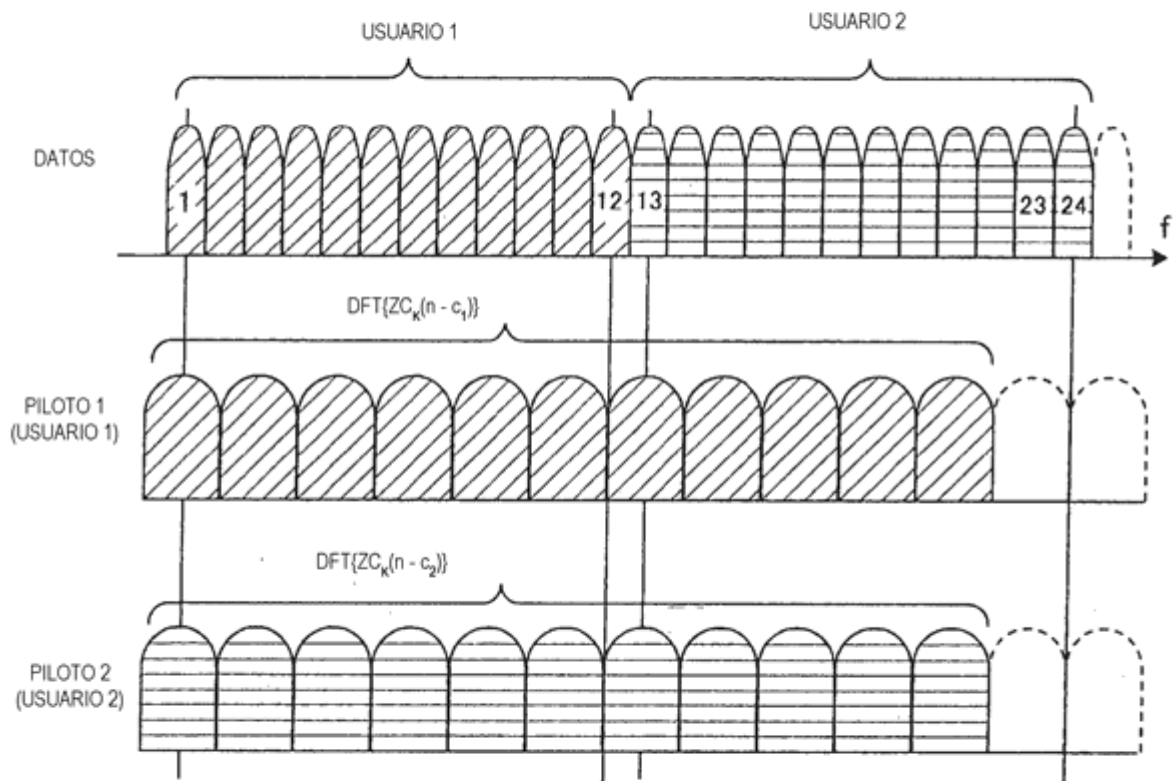 USUARIO 1
USUARIO 2
DATOS
1
12
13
23
24
f
DFT{ZC_K(n - c_1)}
PILOTO 1
(USUARIO 1)
DFT{ZC_K(n - c_2)}
PILOTO 2
(USUARIO 2)